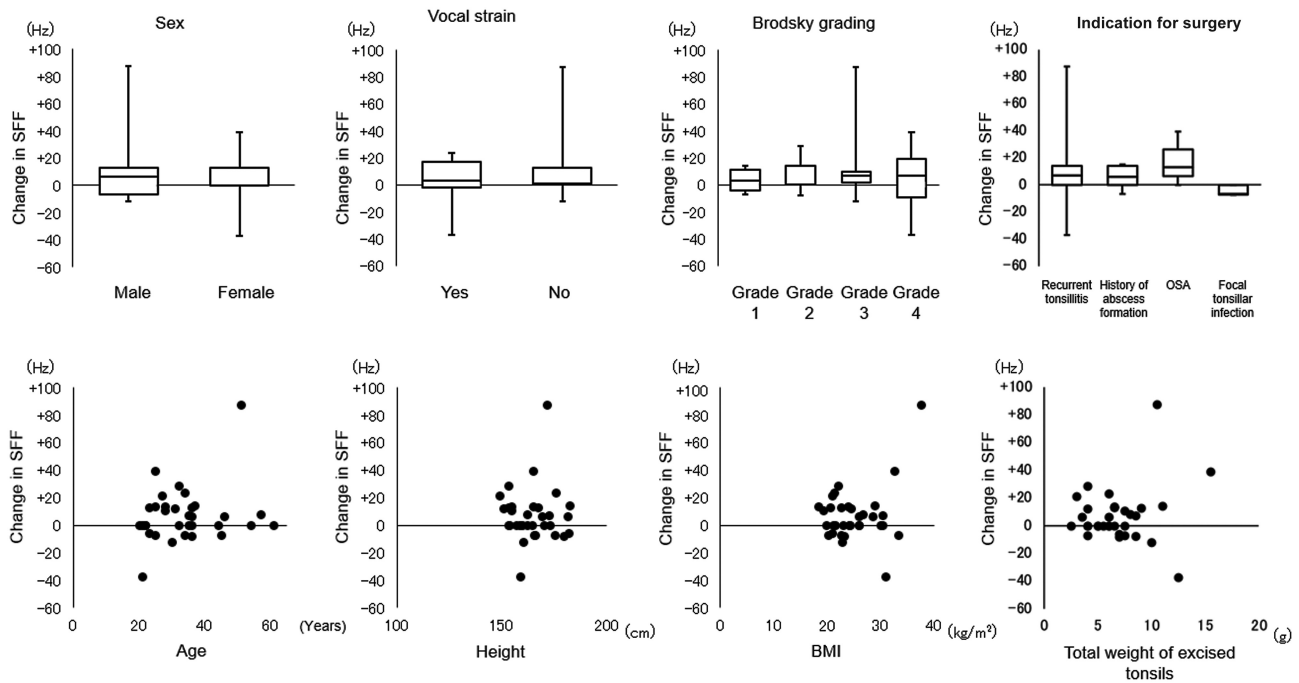 Sex
(Hz)
Change in SFF
+100
+80
+60
+40
+20
0
−20
−40
−60
Male Female
Vocal strain
(Hz)
Change in SFF
+100
+80
+60
+40
+20
0
−20
−40
−60
Yes No
Brodsky grading
(Hz)
Change in SFF
+100
+80
+60
+40
+20
0
−20
−40
−60
Grade Grade Grade Grade
1 2 3 4
Indication for surgery
(Hz)
Change in SFF
+100
+80
+60
+40
+20
0
−20
−40
−60
Recurrent tonsillitis
History of abscess formation
OSA
Focal tonsillar infection
(Hz)
Change in SFF
+100
+80
+60
+40
+20
0
−20
−40
−60
0 20 40 60 (Years)
Age
(Hz)
Change in SFF
+100
+80
+60
+40
+20
0
−20
−40
−60
100 200 (cm)
Height
(Hz)
Change in SFF
+100
+80
+60
+40
+20
0
−20
−40
−60
0 10 20 30 40 (kg/m²)
BMI
(Hz)
Change in SFF
+100
+80
+60
+40
+20
0
−20
−40
−60
0 5 10 15 20 (g)
Total weight of excised
tonsils